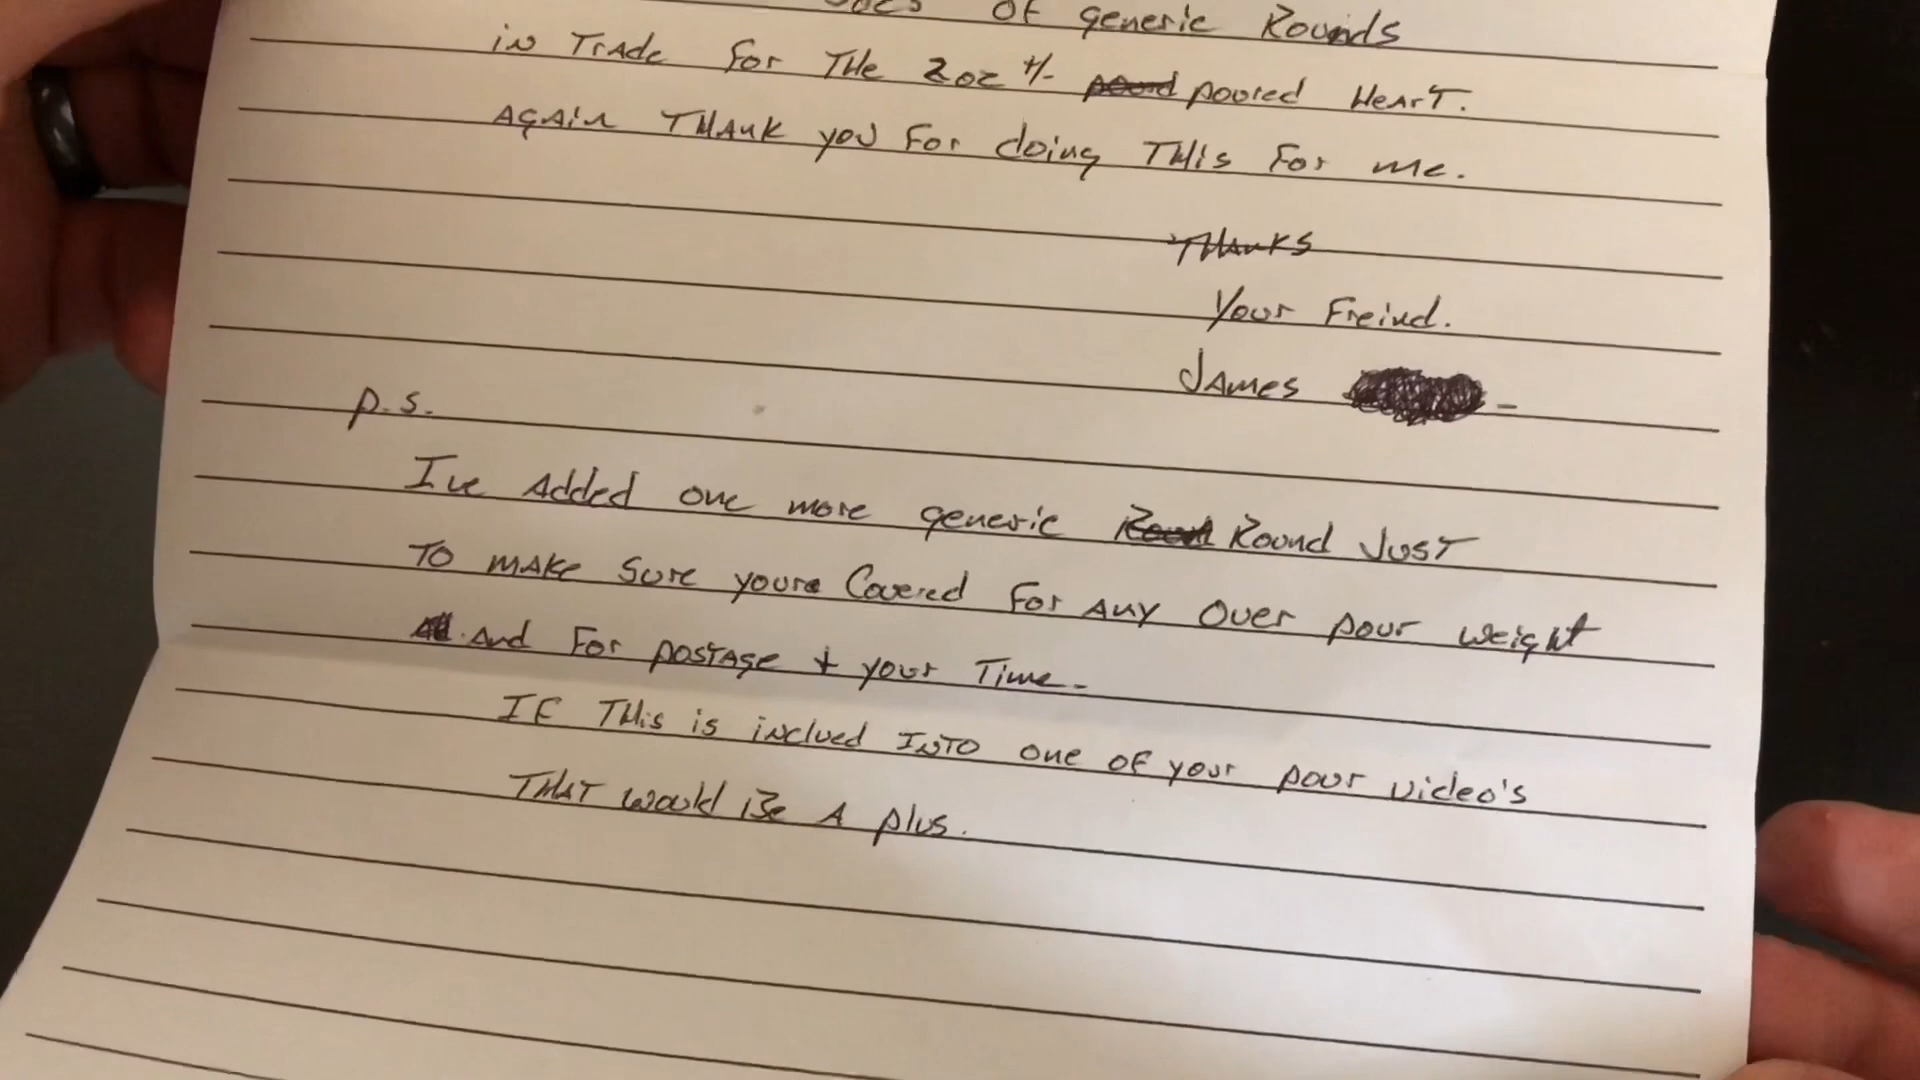 of generic Rounds
in Trade for The 2oz +/- poured Heart.
Again Thank you For doing This For me.
Thanks
Your Freind.
James
p.s.
Ive Added one more generic Round Just
To make sure youre Covered For Any Over pour weight
And For postage + your Time-
IF This is inclued INTO one of your pour video's
That would Be A plus.